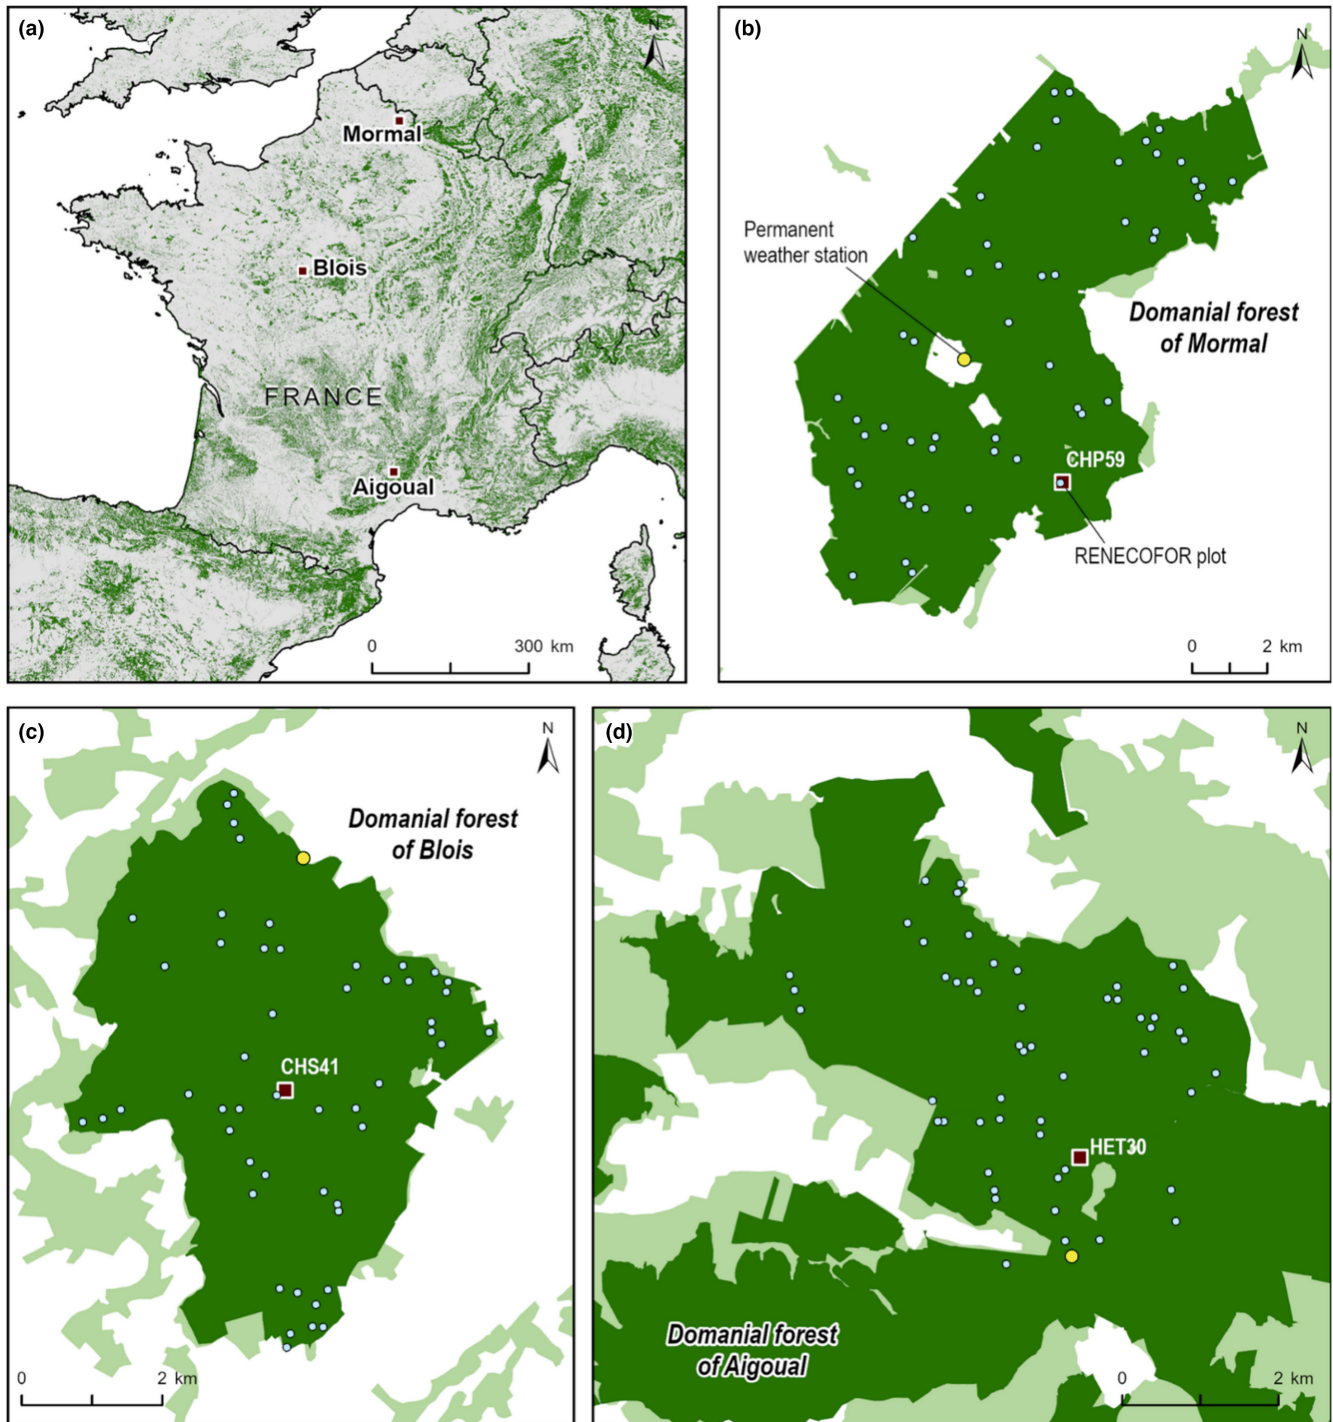 (a)
N
Mormal
Blois
FRANCE
Aigoual
0 300 km
(b)
N
Permanent
weather station
Domanial forest
of Mormal
CHP59
RENECOFOR plot
0 2 km
(c)
N
Domanial forest
of Blois
CHS41
0 2 km
(d)
N
HET30
Domanial forest
of Aigoual
0 2 km